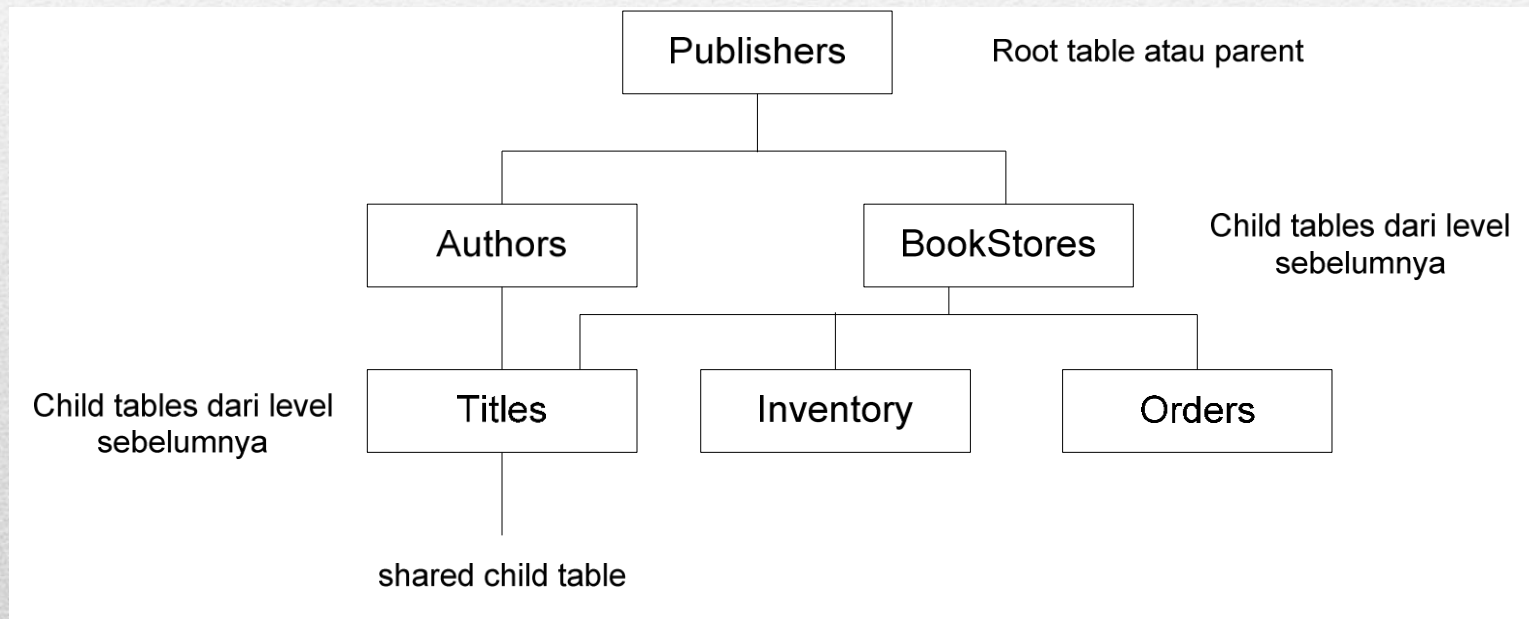 Publishers
Root table atau parent
Authors
BookStores
Child tables dari level
sebelumnya
Child tables dari level
sebelumnya
Titles
Inventory
Orders
shared child table